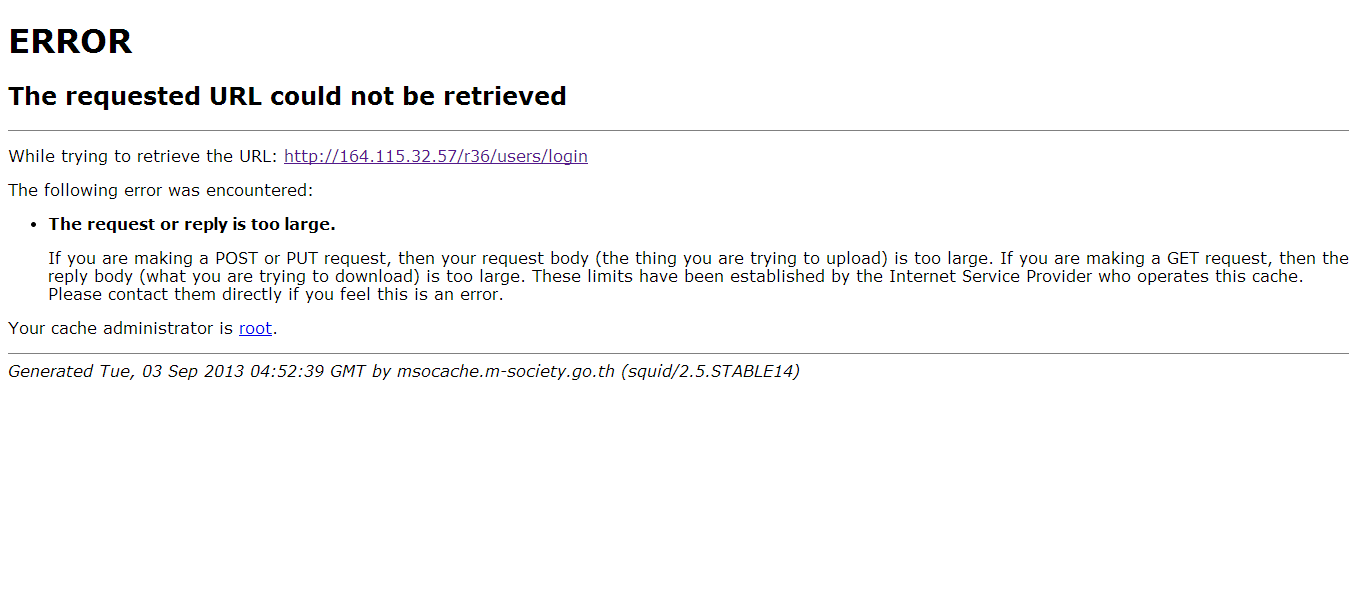 ERROR
The requested URL could not be retrieved
While trying to retrieve the URL: http://164.115.32.57/r36/users/login
The following error was encountered:
• The request or reply is too large.
If you are making a POST or PUT request, then your request body (the thing you are trying to upload) is too large. If you are making a GET request, then the
reply body (what you are trying to download) is too large. These limits have been established by the Internet Service Provider who operates this cache.
Please contact them directly if you feel this is an error.
Your cache administrator is root.
Generated Tue, 03 Sep 2013 04:52:39 GMT by msocache.m-society.go.th (squid/2.5.STABLE14)